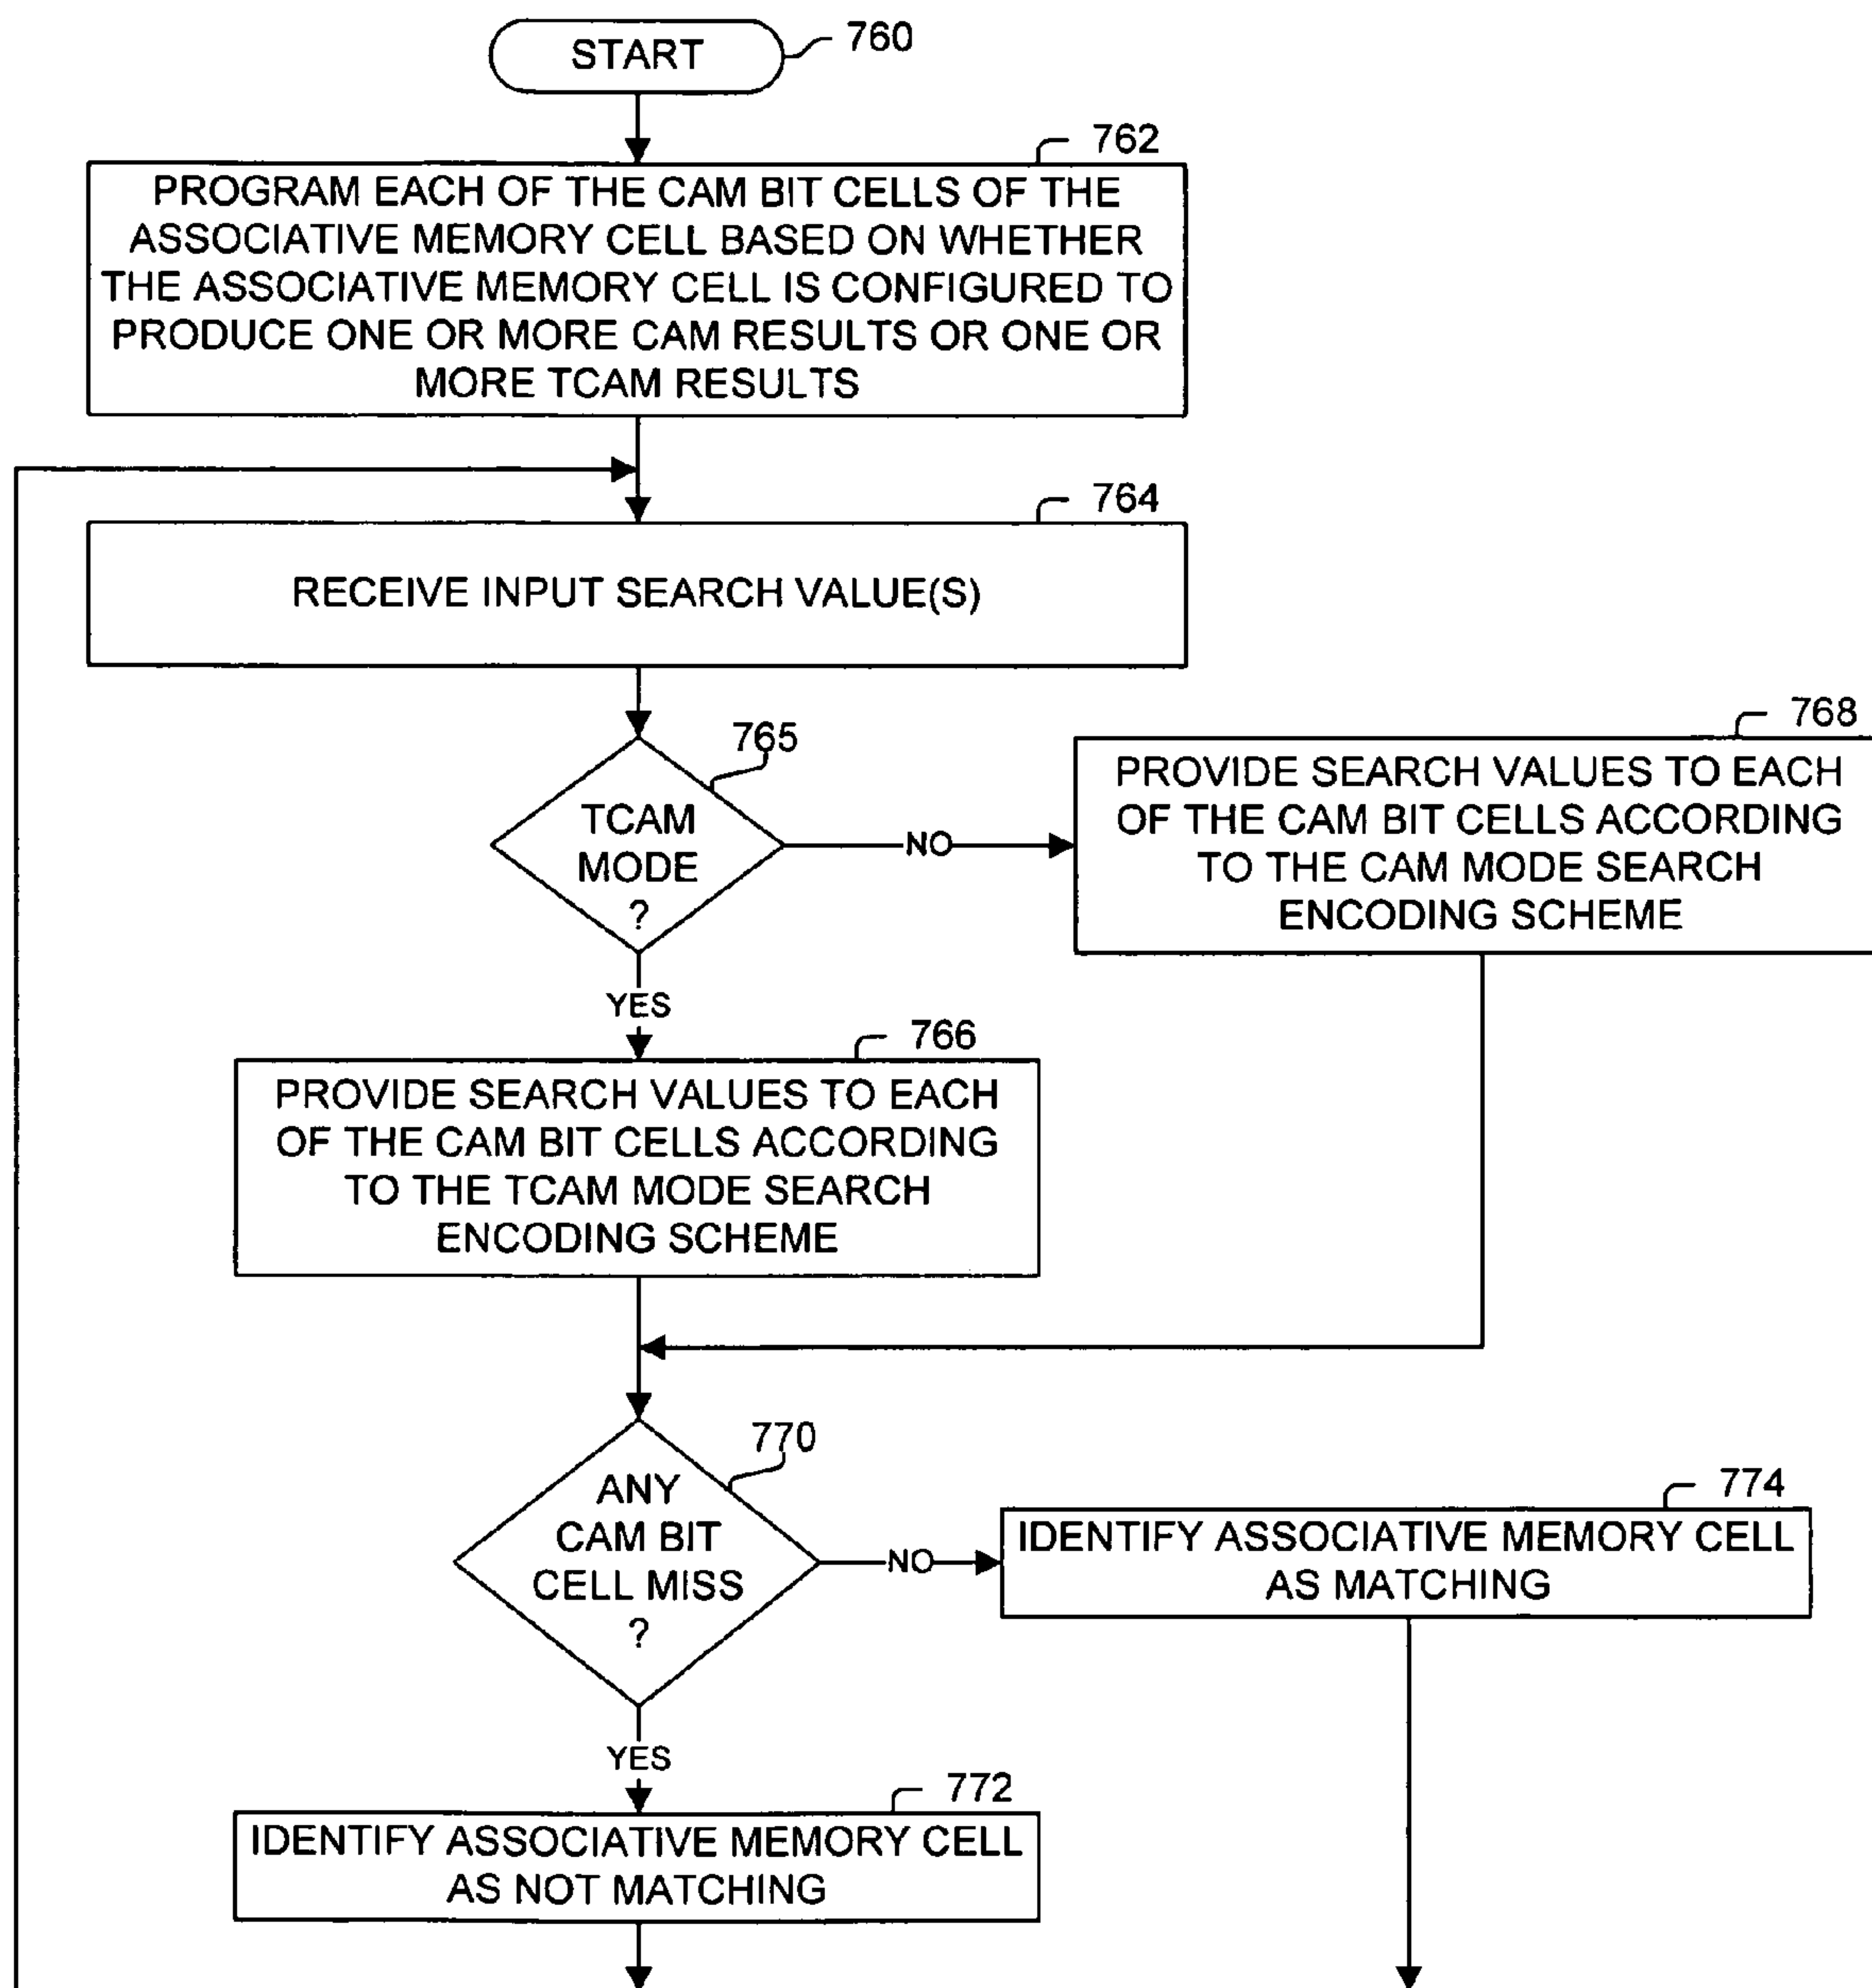 START
760
762
PROGRAM EACH OF THE CAM BIT CELLS OF THE
ASSOCIATIVE MEMORY CELL BASED ON WHETHER
THE ASSOCIATIVE MEMORY CELL IS CONFIGURED TO
PRODUCE ONE OR MORE CAM RESULTS OR ONE OR
MORE TCAM RESULTS
764
RECEIVE INPUT SEARCH VALUE(S)
765
TCAM
MODE
?
NO
768
PROVIDE SEARCH VALUES TO EACH
OF THE CAM BIT CELLS ACCORDING
TO THE CAM MODE SEARCH
ENCODING SCHEME
YES
766
PROVIDE SEARCH VALUES TO EACH
OF THE CAM BIT CELLS ACCORDING
TO THE TCAM MODE SEARCH
ENCODING SCHEME
770
ANY
CAM BIT
CELL MISS
?
NO
774
IDENTIFY ASSOCIATIVE MEMORY CELL
AS MATCHING
YES
772
IDENTIFY ASSOCIATIVE MEMORY CELL
AS NOT MATCHING